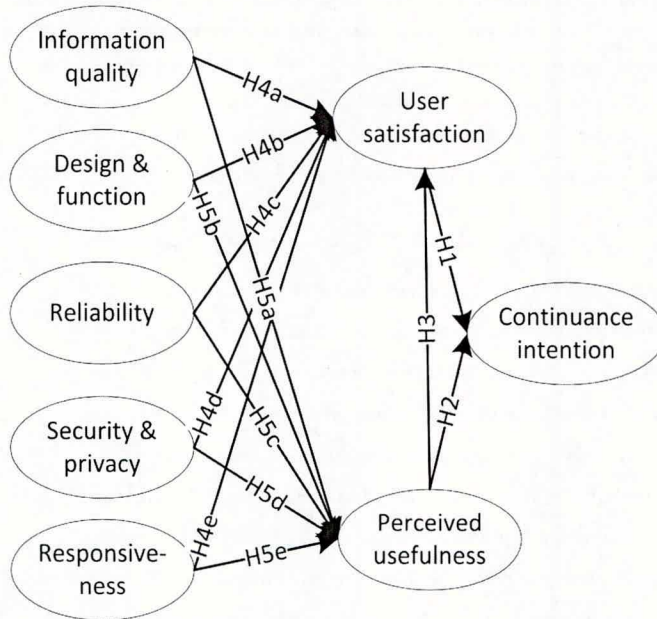 Information
quality
Design &
function
Reliability
Security &
privacy
Responsive-
ness
H4a
H4b
H4c
H4d
H4e
H5a
H5b
H5c
H5d
H5e
User
satisfaction
H1
H3
H2
Continuance
intention
Perceived
usefulness